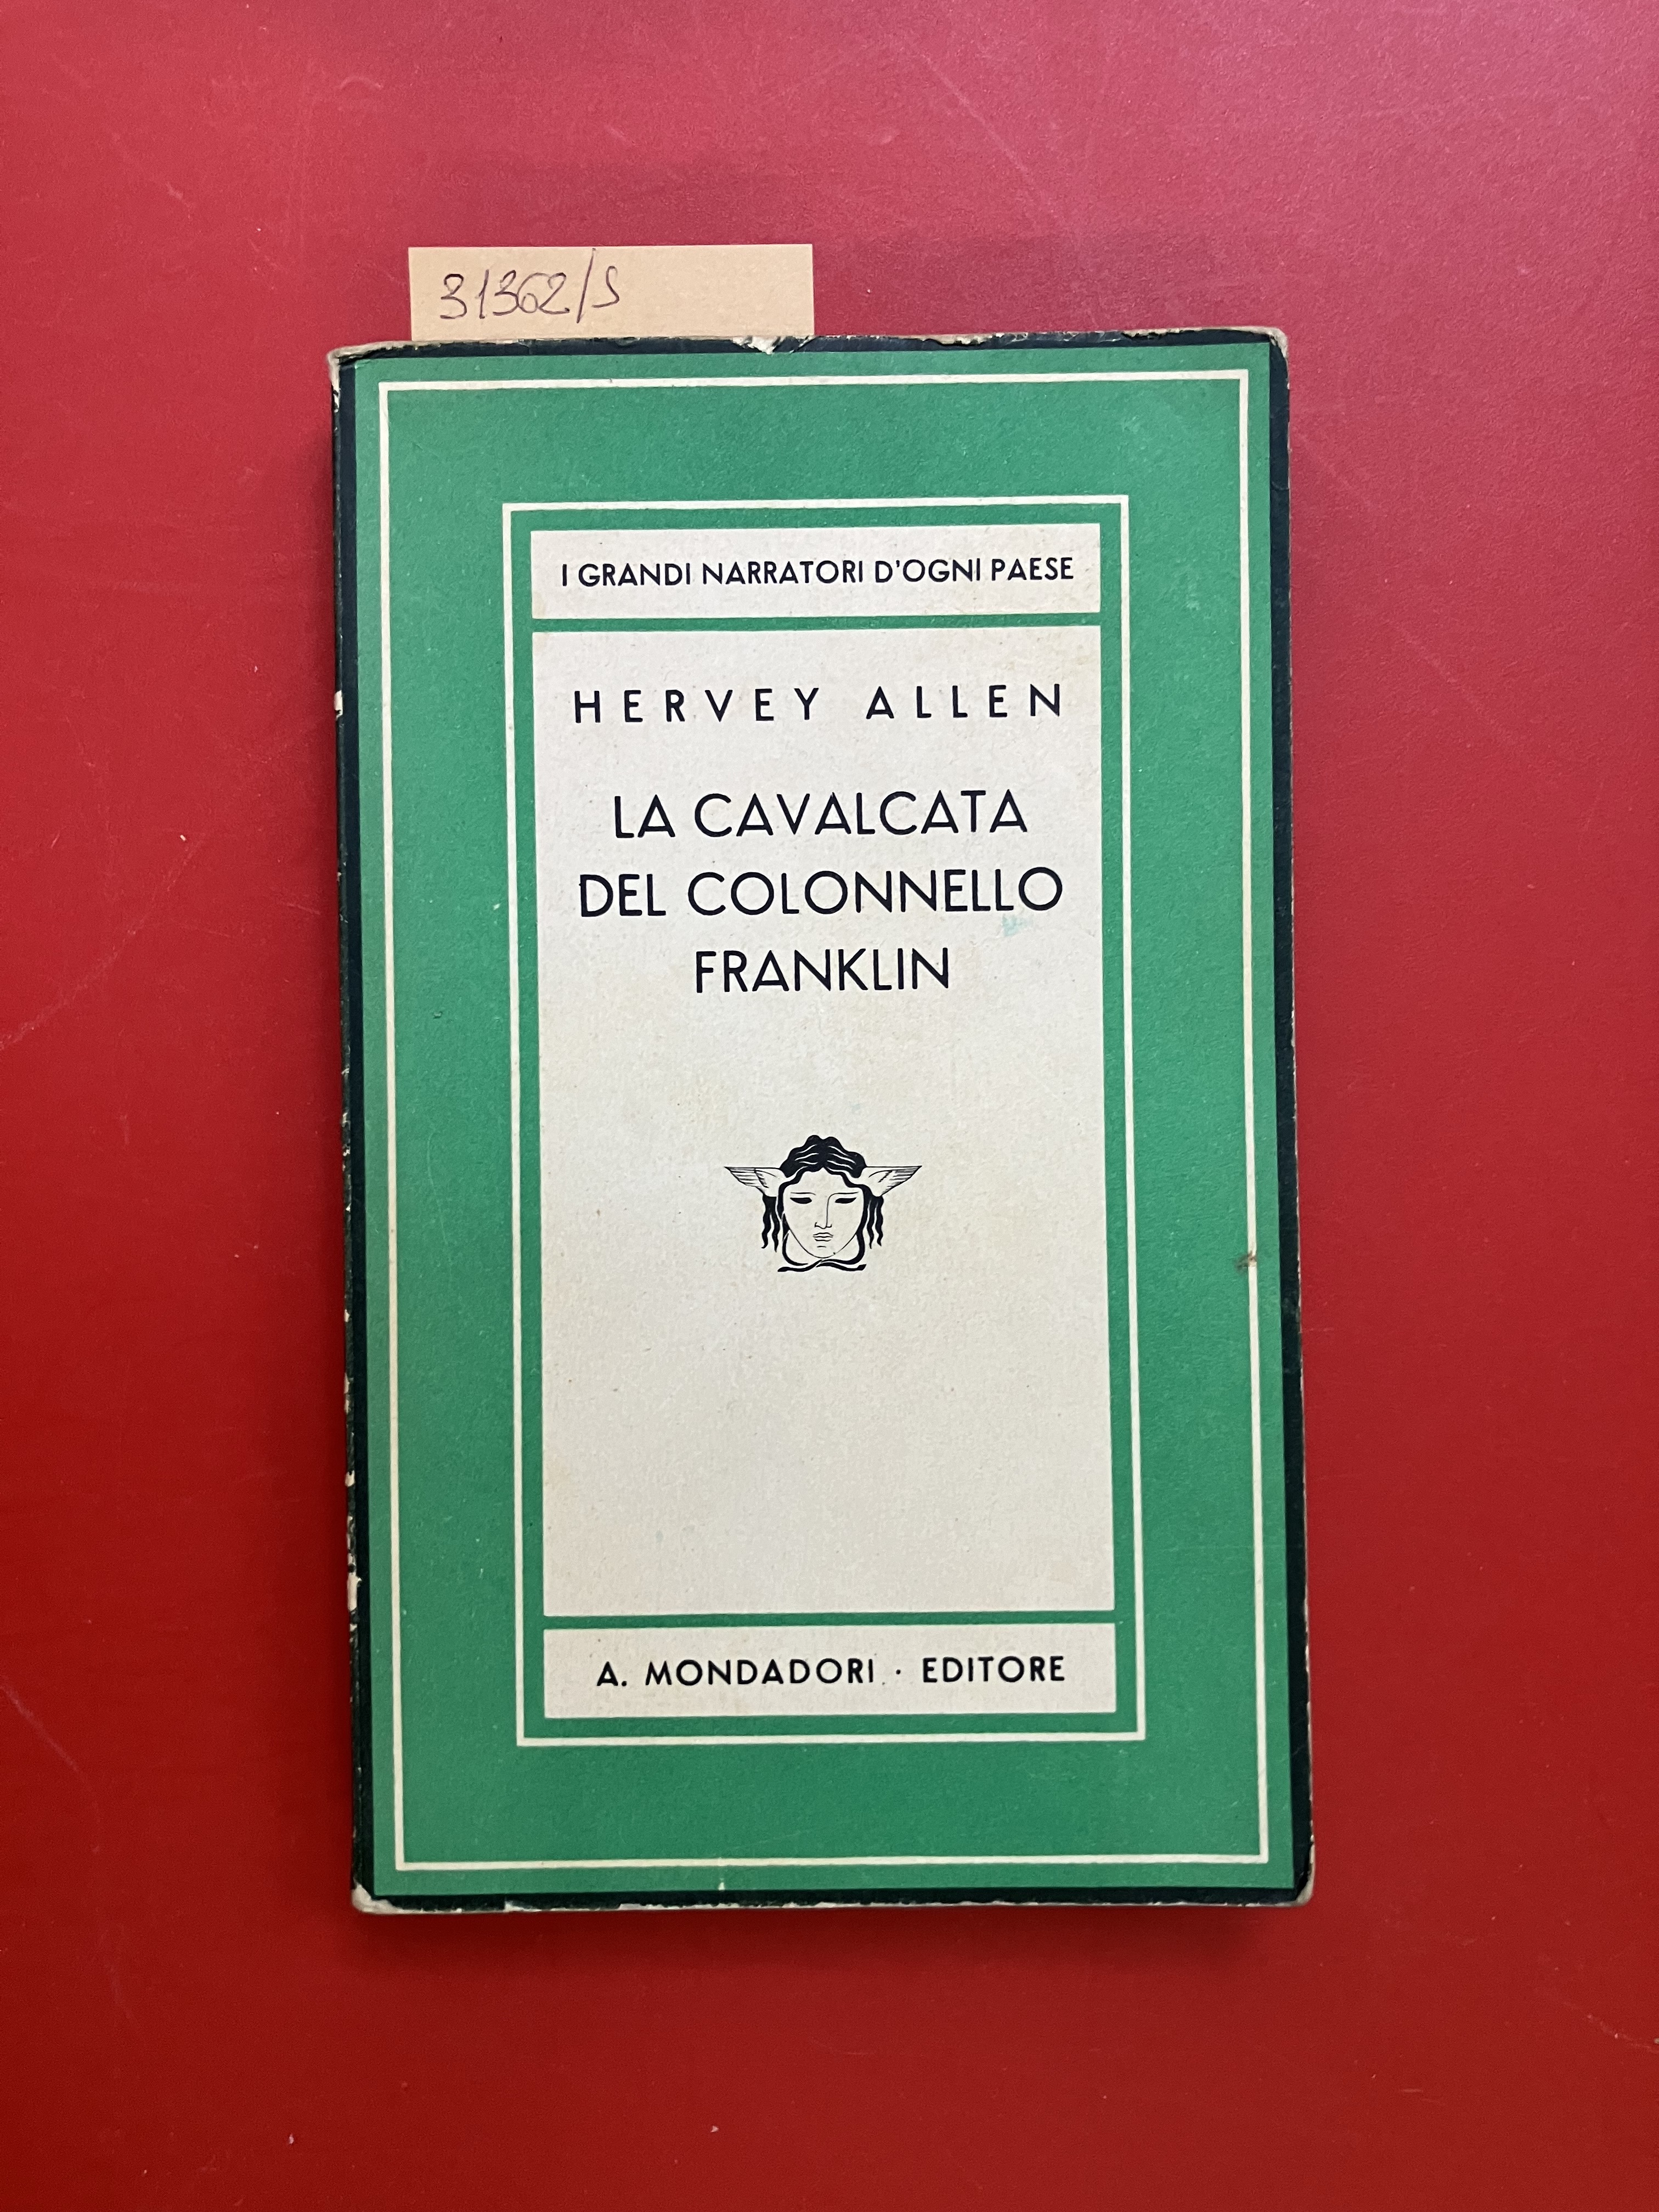 31362/S
I GRANDI NARRATORI D'OGNI PAESE
HERVEY ALLEN
LA CAVALCATA
DEL COLONNELLO
FRANKLIN
A. MONDADORI · EDITORE